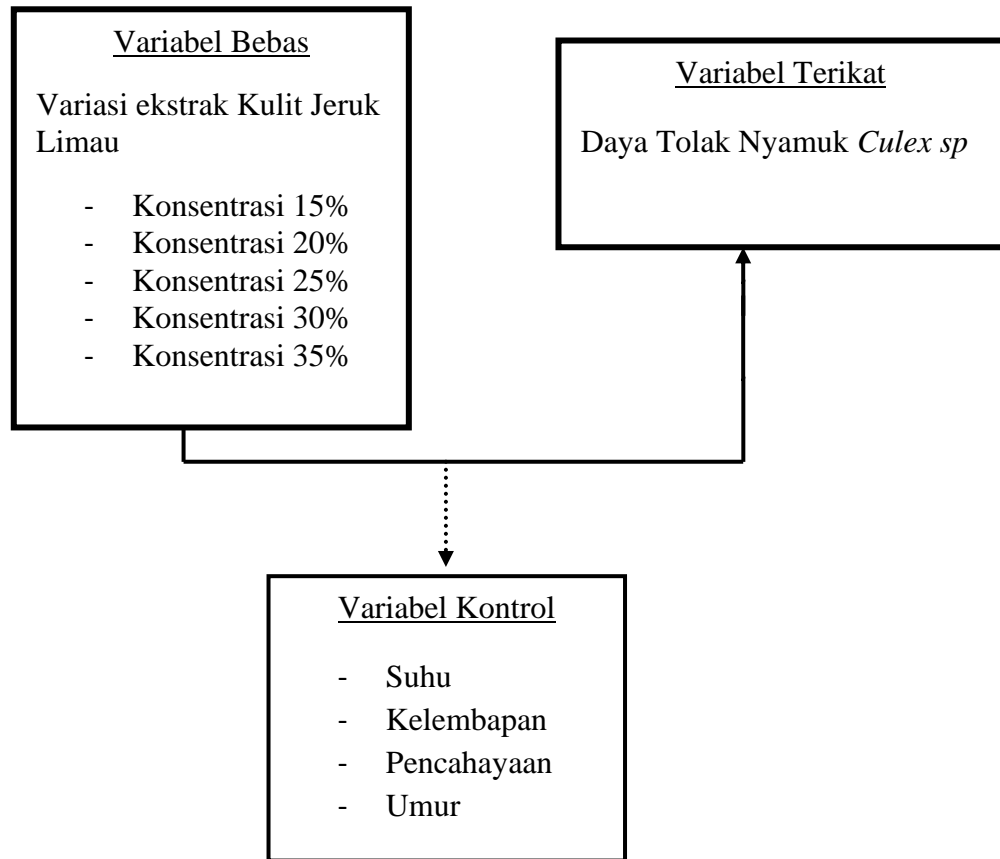 Variabel Bebas
Variasi ekstrak Kulit Jeruk
Limau
- Konsentrasi 15%
- Konsentrasi 20%
- Konsentrasi 25%
- Konsentrasi 30%
- Konsentrasi 35%
Variabel Terikat
Daya Tolak Nyamuk Culex sp
Variabel Kontrol
- Suhu
- Kelembapan
- Pencahayaan
- Umur